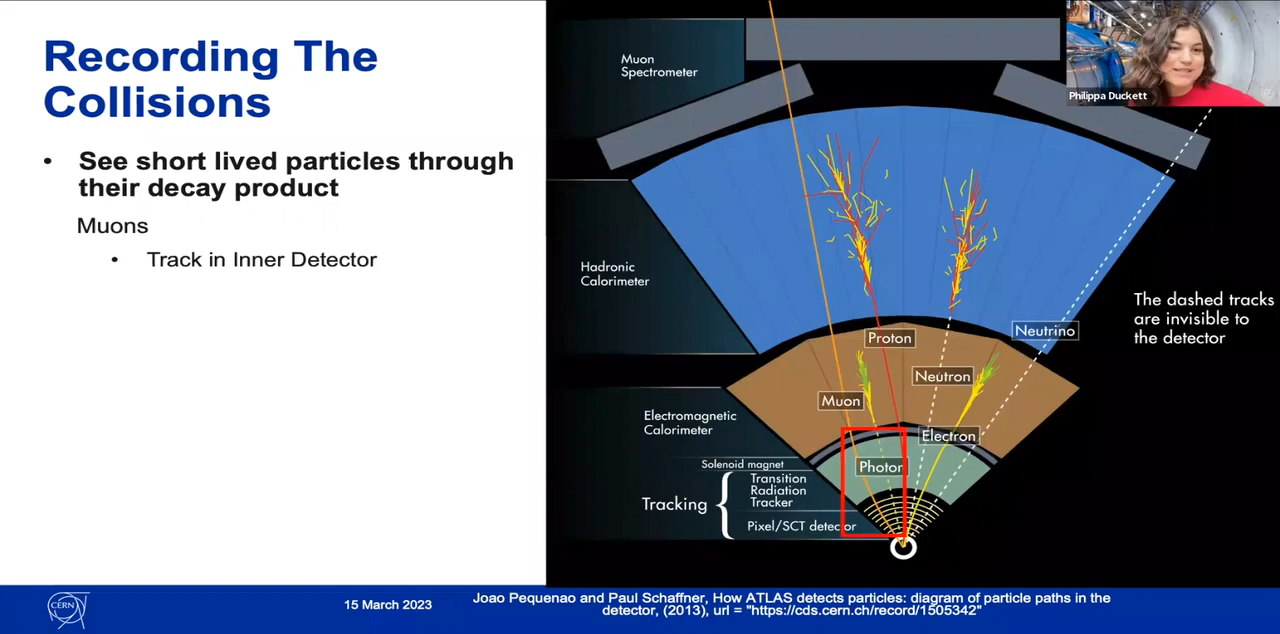 Recording The
Collisions
• See short lived particles through
their decay product
Muons
• Track in Inner Detector
Muon
Spectrometer
Philippa Duckett
Hadronic
Calorimeter
The dashed tracks
are invisible to
the detector
Neutrino
Proton
Neutron
Muon
Electromagnetic
Calorimeter
Electron
Solenoid magnet
Photon
Tracking
{
Transition
Radiation
Tracker
Pixel/SCT detector
CERN
15 March 2023
Joao Pequenao and Paul Schaffner, How ATLAS detects particles: diagram of particle paths in the
detector, (2013), url = "https://cds.cern.ch/record/1505342"